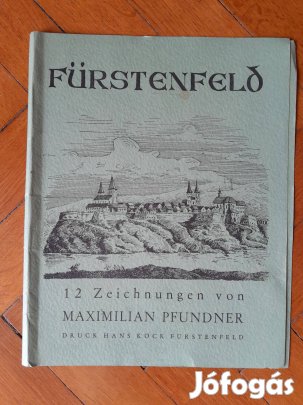 FÜRSTENFELD
12 Zeichnungen von
MAXIMILIAN PFUNDNER
DRUCK HANS KOCK FÜRSTENFELD
Jófogás